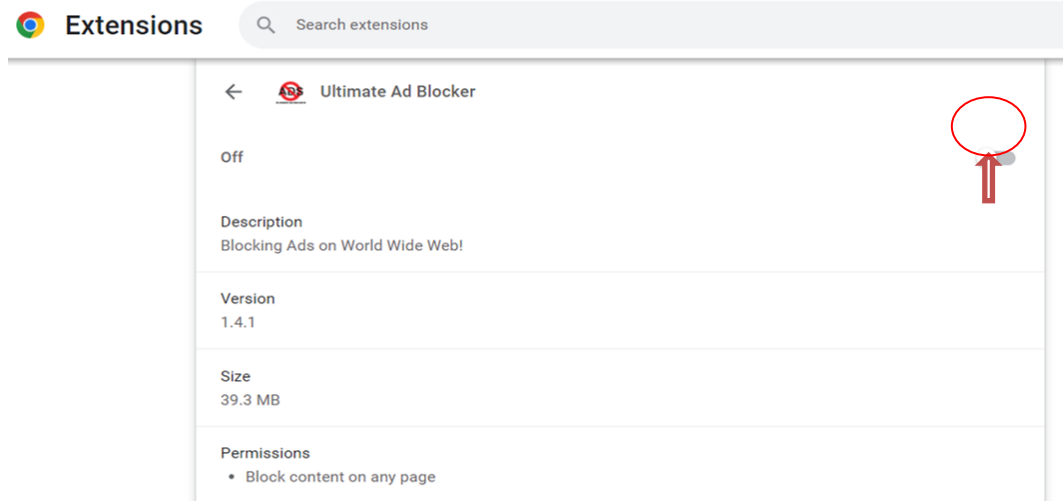 Extensions
Search extensions
ADS
Ultimate Ad Blocker
Off
Description
Blocking Ads on World Wide Web!
Version
1.4.1
Size
39.3 MB
Permissions
• Block content on any page